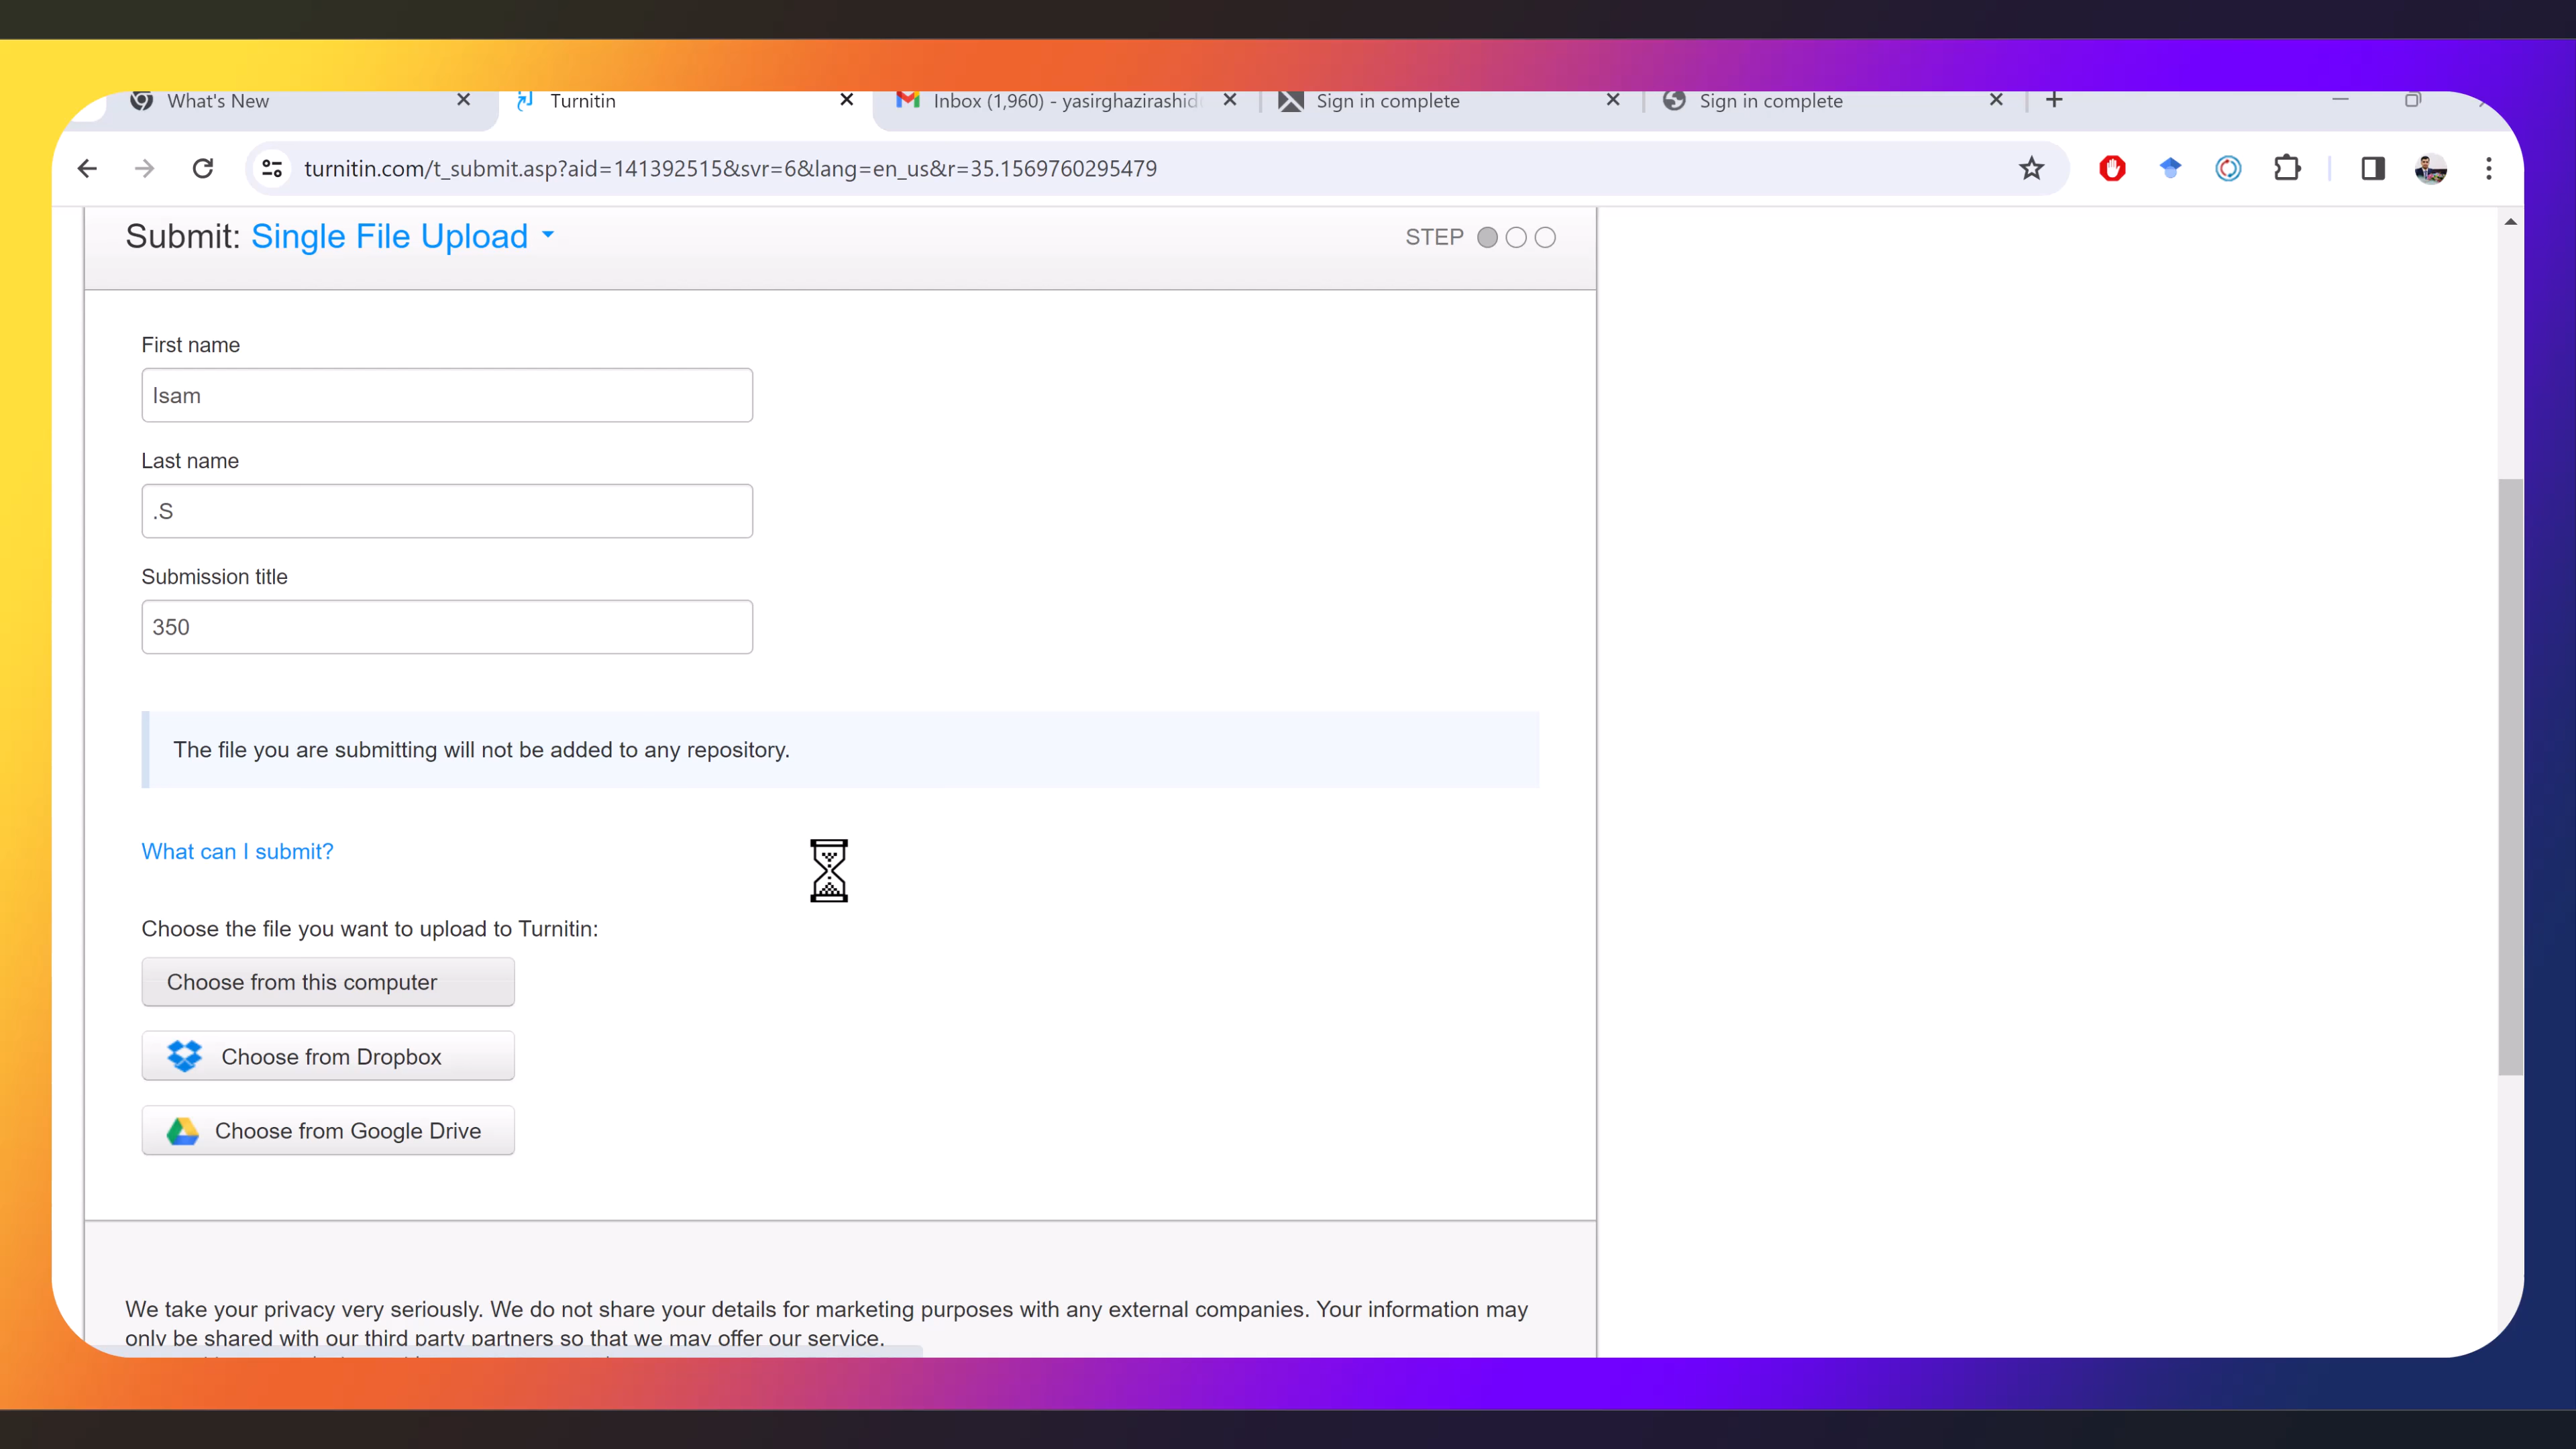 What's New
Turnitin
Inbox (1,960) - yasirghazirashid
Sign in complete
Sign in complete
turnitin.com/t_submit.asp?aid=141392515&svr=6&lang=en_us&r=35.1569760295479
Submit: Single File Upload
STEP
First name
Isam
Last name
.S
Submission title
350
The file you are submitting will not be added to any repository.
What can I submit?
Choose the file you want to upload to Turnitin:
Choose from this computer
Choose from Dropbox
Choose from Google Drive
We take your privacy very seriously. We do not share your details for marketing purposes with any external companies. Your information may
only be shared with our third party partners so that we may offer our service.